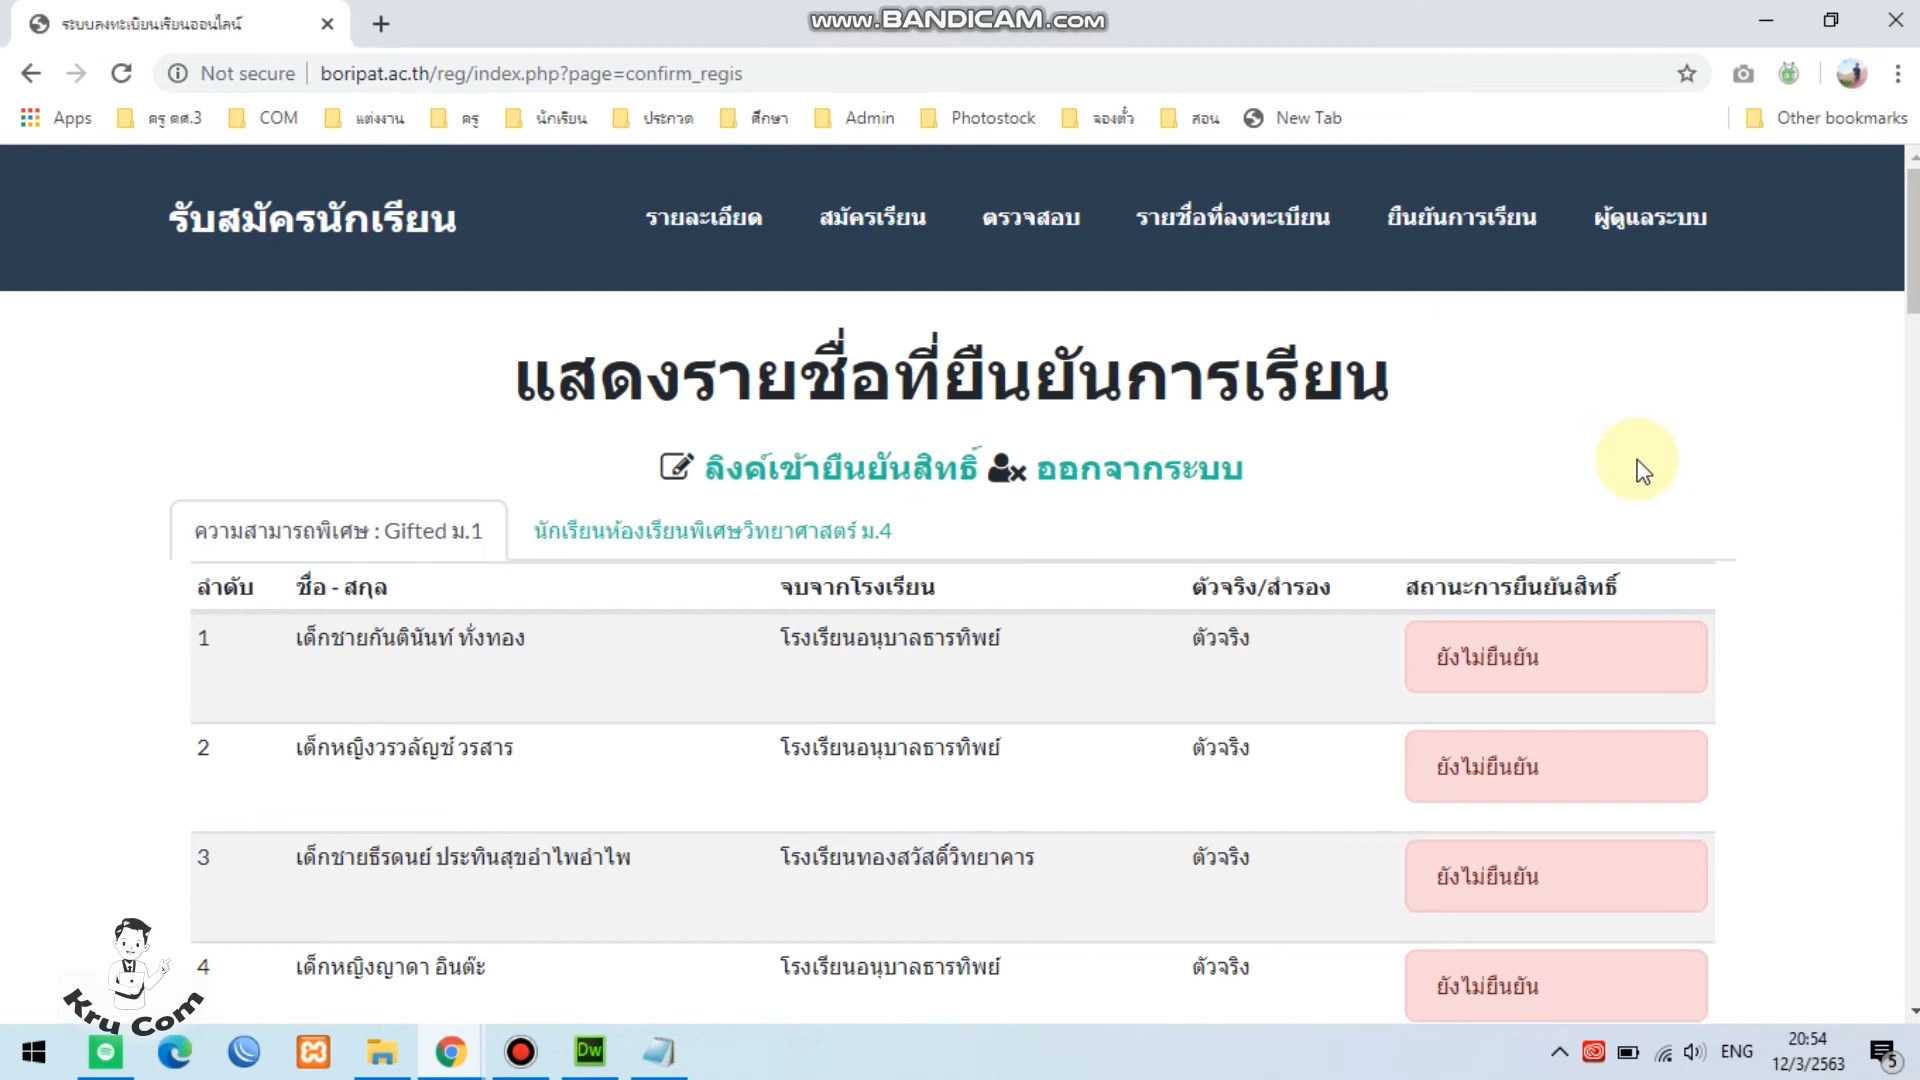 ระบบลงทะเบียนเรียนออนไลน์
www.BANDICAM.com
Not secure | boripat.ac.th/reg/index.php?page=confirm_regis
Apps ครู คศ.3 COM แต่งงาน ครู นักเรียน ประกวด ศึกษา Admin Photostock จองตั๋ว สอน New Tab Other bookmarks
รับสมัครนักเรียน รายละเอียด สมัครเรียน ตรวจสอบ รายชื่อที่ลงทะเบียน ยืนยันการเรียน ผู้ดูแลระบบ
แสดงรายชื่อที่ยืนยันการเรียน
ลิงค์เข้ายืนยันสิทธิ์ ออกจากระบบ
ความสามารถพิเศษ : Gifted ม.1 นักเรียนห้องเรียนพิเศษวิทยาศาสตร์ ม.4
ลำดับ ชื่อ - สกุล จบจากโรงเรียน ตัวจริง/สำรอง สถานะการยืนยันสิทธิ์
1 เด็กชายกันตินันท์ ทั่งทอง โรงเรียนอนุบาลธารทิพย์ ตัวจริง ยังไม่ยืนยัน
2 เด็กหญิงวรวลัญช์ วรสาร โรงเรียนอนุบาลธารทิพย์ ตัวจริง ยังไม่ยืนยัน
3 เด็กชายธีรดนย์ ประทินสุขอำไพอำไพ โรงเรียนทองสวัสดิ์วิทยาคาร ตัวจริง ยังไม่ยืนยัน
4 เด็กหญิงญาดา อินต๊ะ โรงเรียนอนุบาลธารทิพย์ ตัวจริง ยังไม่ยืนยัน
Kru Com
Dw
ENG
20:54
12/3/2563
5